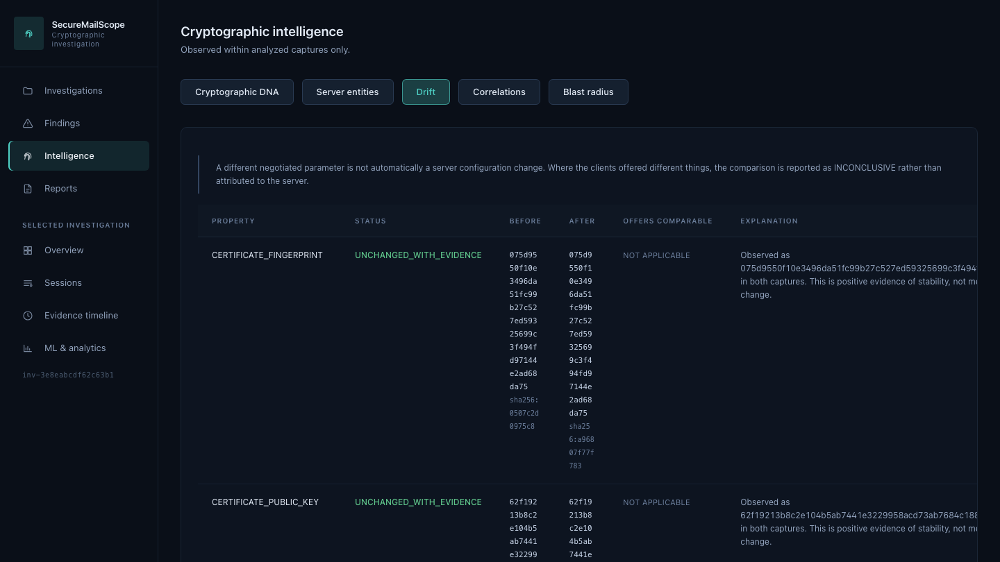 SecureMailScope
Cryptographic
investigation
Investigations
Findings
Intelligence
Reports
SELECTED INVESTIGATION
Overview
Sessions
Evidence timeline
ML & analytics
inv-3e8eabcdf62c63b1
Cryptographic intelligence
Observed within analyzed captures only.
Cryptographic DNA
Server entities
Drift
Correlations
Blast radius
A different negotiated parameter is not automatically a server configuration change. Where the clients offered different things, the comparison is reported as INCONCLUSIVE rather than
attributed to the server.
PROPERTY STATUS BEFORE AFTER OFFERS COMPARABLE EXPLANATION
CERTIFICATE_FINGERPRINT
UNCHANGED_WITH_EVIDENCE
075d95
50f10e
3496da
51fc99
b27c52
7ed593
25699c
3f494f
d97144
e2ad68
da75
sha256:
0507c2d
0975c8
075d9
550f1
0e349
6da51
fc99b
27c52
7ed59
32569
9c3f4
94fd9
7144e
2ad68
da75
sha25
6:a968
07f77f
783
NOT APPLICABLE
Observed as
075d9550f10e3496da51fc99b27c527ed59325699c3f494
in both captures. This is positive evidence of stability, not
change.
CERTIFICATE_PUBLIC_KEY
UNCHANGED_WITH_EVIDENCE
62f192
13b8c2
e104b5
ab7441
e32299
62f19
213b8
c2e10
4b5ab
7441e
NOT APPLICABLE
Observed as
62f19213b8c2e104b5ab7441e3229958acd73ab7684c188
in both captures. This is positive evidence of stability, not
change.